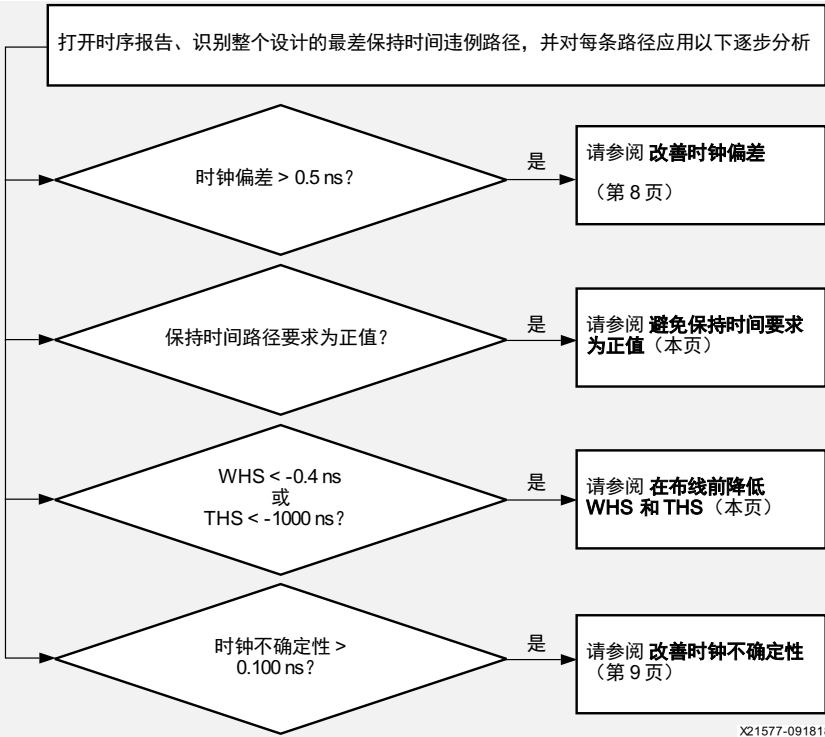 打开时序报告、识别整个设计的最差保持时间违例路径，并对每条路径应用以下逐步分析
时钟偏差 > 0.5 ns?
是
请参阅 改善时钟偏差
（第 8 页）
保持时间路径要求为正值?
是
请参阅 避免保持时间要求
为正值（本页）
WHS < -0.4 ns
或
THS < -1000 ns?
是
请参阅 在布线前降低
WHS 和 THS（本页）
时钟不确定性 >
0.100 ns?
是
请参阅 改善时钟不确定性
（第 9 页）
X21577-091818